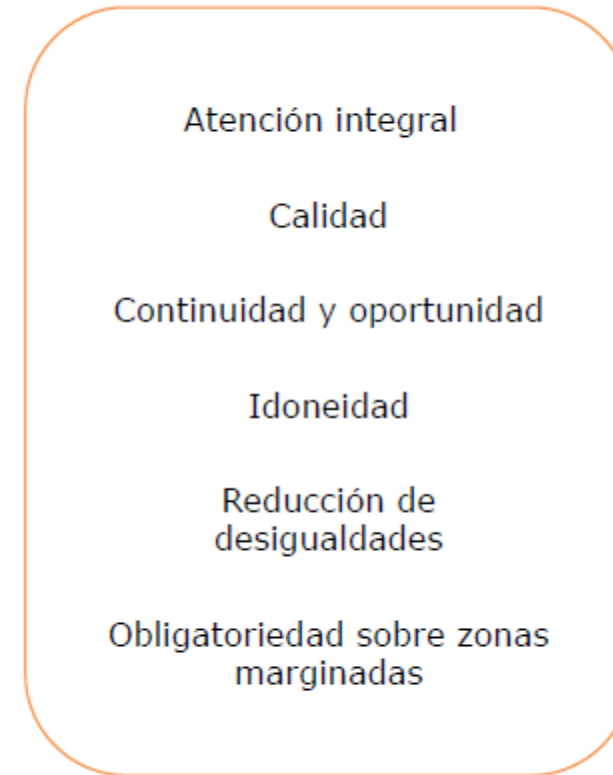 Atención integral
Calidad
Continuidad y oportunidad
Idoneidad
Reducción de
desigualdades
Obligatoriedad sobre zonas
marginadas